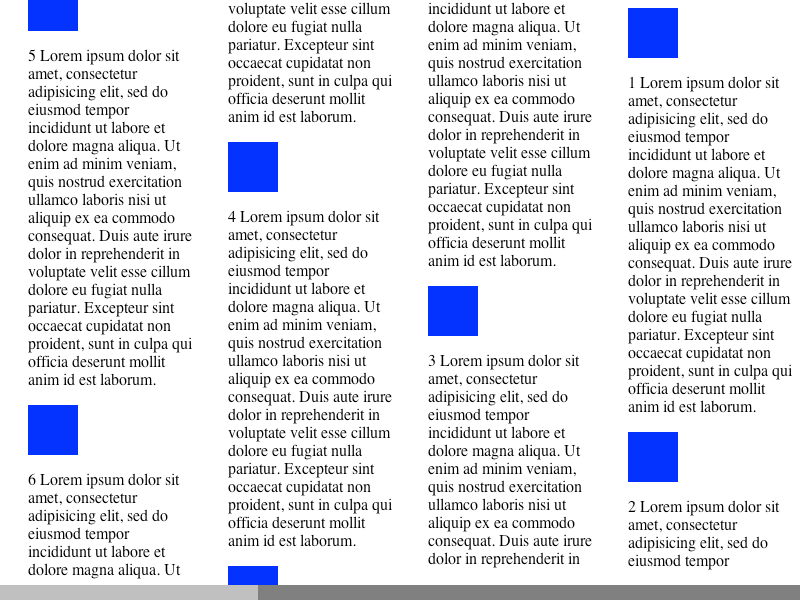 1 Lorem ipsum dolor sit
amet, consectetur
adipisicing elit, sed do
eiusmod tempor
incididunt ut labore et
dolore magna aliqua. Ut
enim ad minim veniam,
quis nostrud exercitation
ullamco laboris nisi ut
aliquip ex ea commodo
consequat. Duis aute irure
dolor in reprehenderit in
voluptate velit esse cillum
dolore eu fugiat nulla
pariatur. Excepteur sint
occaecat cupidatat non
proident, sunt in culpa qui
officia deserunt mollit
anim id est laborum.
2 Lorem ipsum dolor sit
amet, consectetur
adipisicing elit, sed do
eiusmod tempor
incididunt ut labore et
dolore magna aliqua. Ut
enim ad minim veniam,
quis nostrud exercitation
ullamco laboris nisi ut
aliquip ex ea commodo
consequat. Duis aute irure
dolor in reprehenderit in
voluptate velit esse cillum
dolore eu fugiat nulla
pariatur. Excepteur sint
occaecat cupidatat non
proident, sunt in culpa qui
officia deserunt mollit
anim id est laborum.
3 Lorem ipsum dolor sit
amet, consectetur
adipisicing elit, sed do
eiusmod tempor
incididunt ut labore et
dolore magna aliqua. Ut
enim ad minim veniam,
quis nostrud exercitation
ullamco laboris nisi ut
aliquip ex ea commodo
consequat. Duis aute irure
dolor in reprehenderit in
voluptate velit esse cillum
dolore eu fugiat nulla
pariatur. Excepteur sint
occaecat cupidatat non
proident, sunt in culpa qui
officia deserunt mollit
anim id est laborum.
4 Lorem ipsum dolor sit
amet, consectetur
adipisicing elit, sed do
eiusmod tempor
incididunt ut labore et
dolore magna aliqua. Ut
enim ad minim veniam,
quis nostrud exercitation
ullamco laboris nisi ut
aliquip ex ea commodo
consequat. Duis aute irure
dolor in reprehenderit in
voluptate velit esse cillum
dolore eu fugiat nulla
pariatur. Excepteur sint
occaecat cupidatat non
proident, sunt in culpa qui
officia deserunt mollit
anim id est laborum.
5 Lorem ipsum dolor sit
amet, consectetur
adipisicing elit, sed do
eiusmod tempor
incididunt ut labore et
dolore magna aliqua. Ut
enim ad minim veniam,
quis nostrud exercitation
ullamco laboris nisi ut
aliquip ex ea commodo
consequat. Duis aute irure
dolor in reprehenderit in
voluptate velit esse cillum
dolore eu fugiat nulla
pariatur. Excepteur sint
occaecat cupidatat non
proident, sunt in culpa qui
officia deserunt mollit
anim id est laborum.
6 Lorem ipsum dolor sit
amet, consectetur
adipisicing elit, sed do
eiusmod tempor
incididunt ut labore et
dolore magna aliqua. Ut